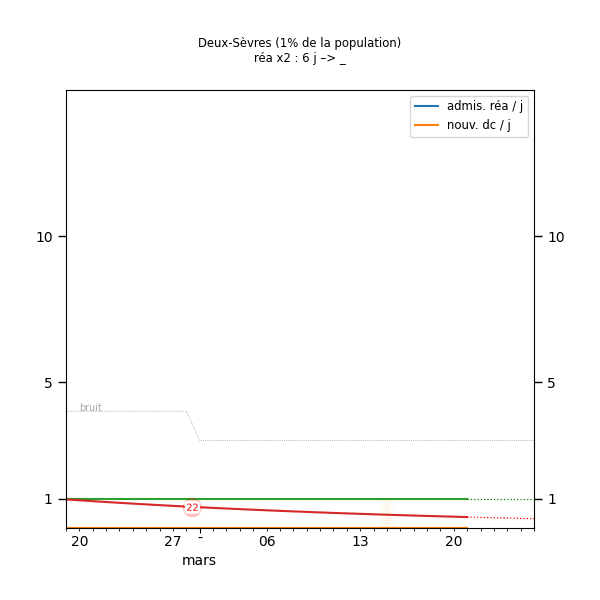 Deux-Sèvres (1% de la population)
réa x2 : 6 j –> _
admis. réa / j
nouv. dc / j
10 10
5 5
bruit
1 1
22
20 27 - 06 13 20
mars